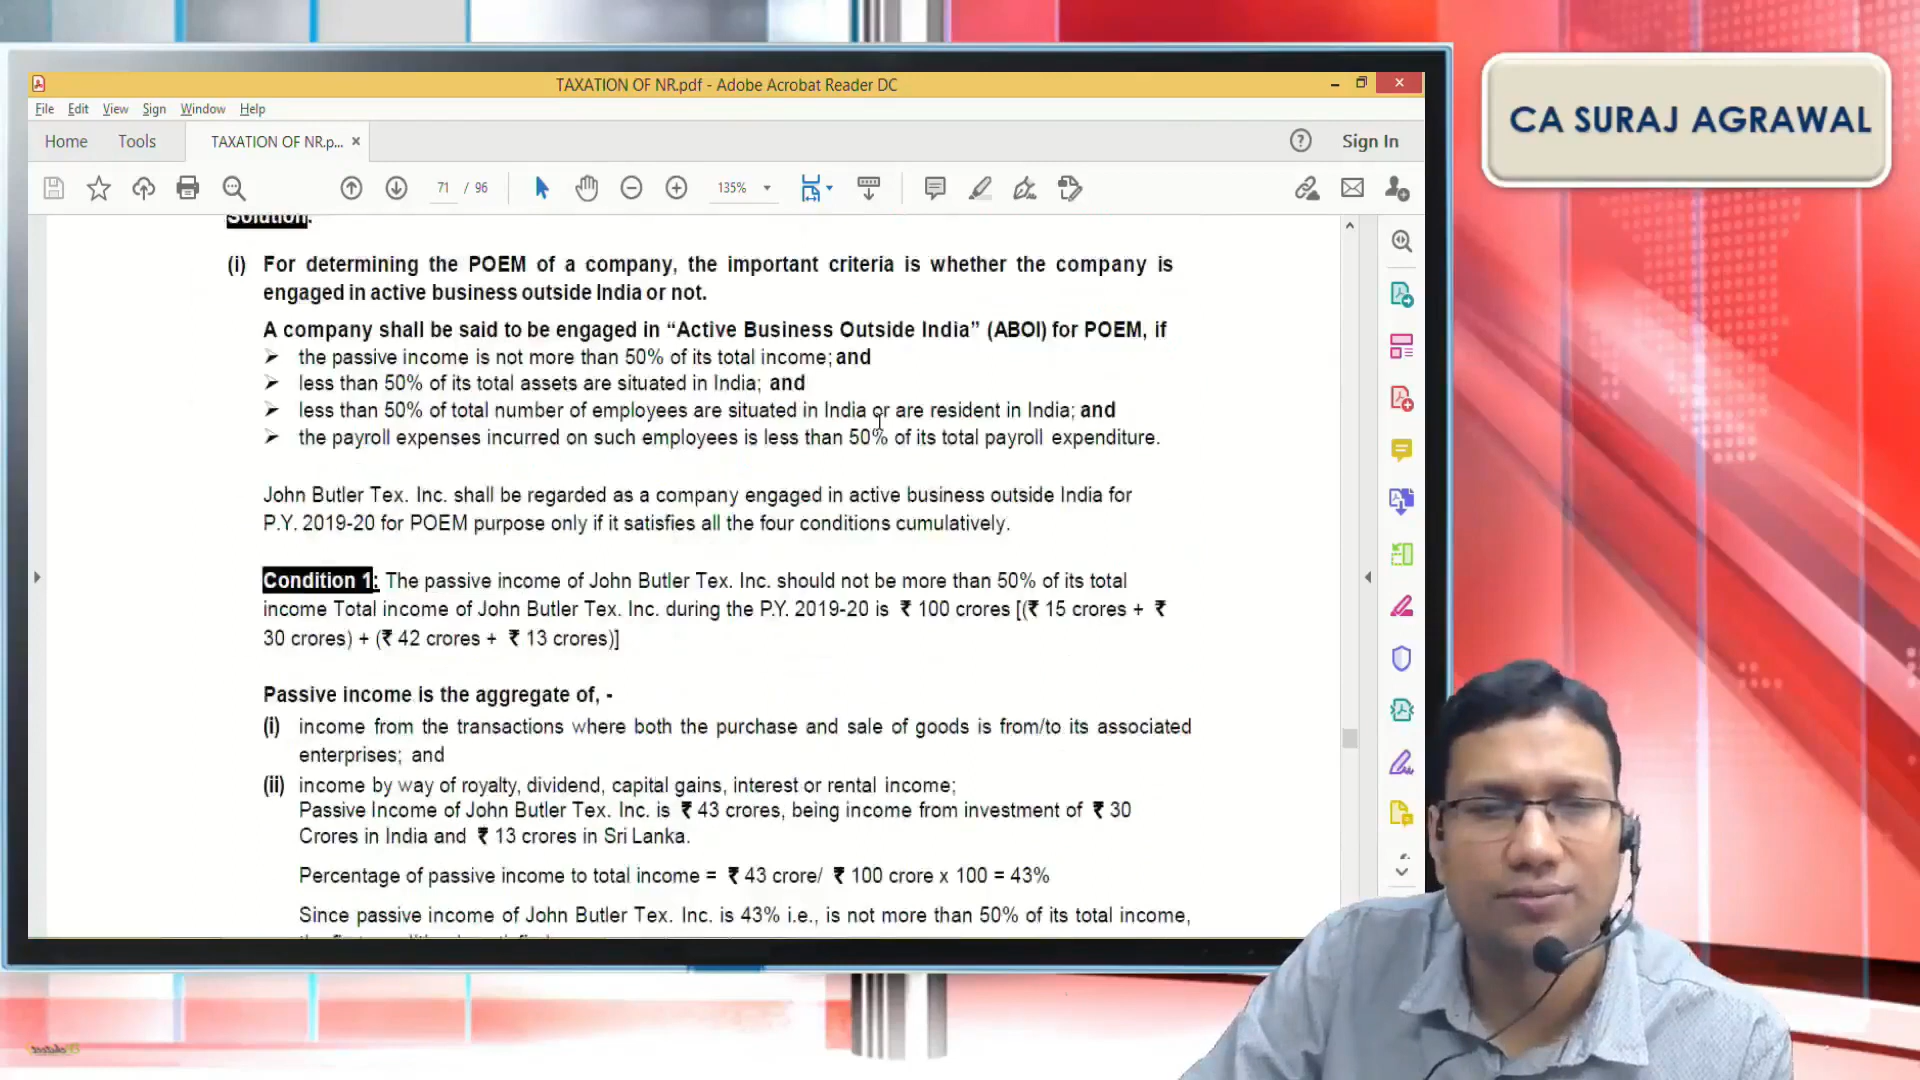 TAXATION OF NR.pdf - Adobe Acrobat Reader DC
CA SURAJ AGRAWAL
File Edit View Sign Window Help
Home Tools TAXATION OF NR.p... × Sign In
71 / 96 135%
Solution:
(i) For determining the POEM of a company, the important criteria is whether the company is
engaged in active business outside India or not.
A company shall be said to be engaged in “Active Business Outside India” (ABOI) for POEM, if
➢ the passive income is not more than 50% of its total income; and
➢ less than 50% of its total assets are situated in India; and
➢ less than 50% of total number of employees are situated in India or are resident in India; and
➢ the payroll expenses incurred on such employees is less than 50% of its total payroll expenditure.
John Butler Tex. Inc. shall be regarded as a company engaged in active business outside India for
P.Y. 2019-20 for POEM purpose only if it satisfies all the four conditions cumulatively.
Condition 1: The passive income of John Butler Tex. Inc. should not be more than 50% of its total
income Total income of John Butler Tex. Inc. during the P.Y. 2019-20 is ₹ 100 crores [(₹ 15 crores + ₹
30 crores) + (₹ 42 crores + ₹ 13 crores)]
Passive income is the aggregate of, -
(i) income from the transactions where both the purchase and sale of goods is from/to its associated
enterprises; and
(ii) income by way of royalty, dividend, capital gains, interest or rental income;
Passive Income of John Butler Tex. Inc. is ₹ 43 crores, being income from investment of ₹ 30
Crores in India and ₹ 13 crores in Sri Lanka.
Percentage of passive income to total income = ₹ 43 crore/ ₹ 100 crore x 100 = 43%
Since passive income of John Butler Tex. Inc. is 43% i.e., is not more than 50% of its total income,